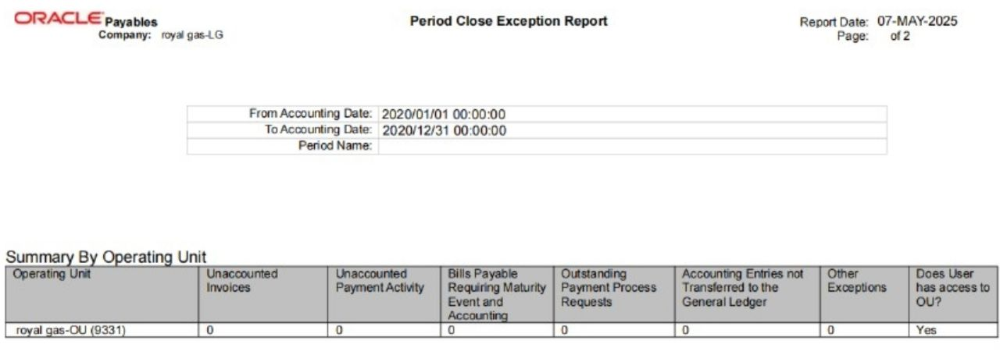 ORACLE Payables
Company: royal gas-LG
Period Close Exception Report
Report Date: 07-MAY-2025
Page: of 2
From Accounting Date: 2020/01/01 00:00:00
To Accounting Date: 2020/12/31 00:00:00
Period Name:
Summary By Operating Unit
Operating Unit
Unaccounted
Invoices
Unaccounted
Payment Activity
Bills Payable
Requiring Maturity
Event and
Accounting
Outstanding
Payment Process
Requests
Accounting Entries not
Transferred to the
General Ledger
Other
Exceptions
Does User
has access to
OU?
royal gas-OU (9331) 0 0 0 0 0 0 Yes